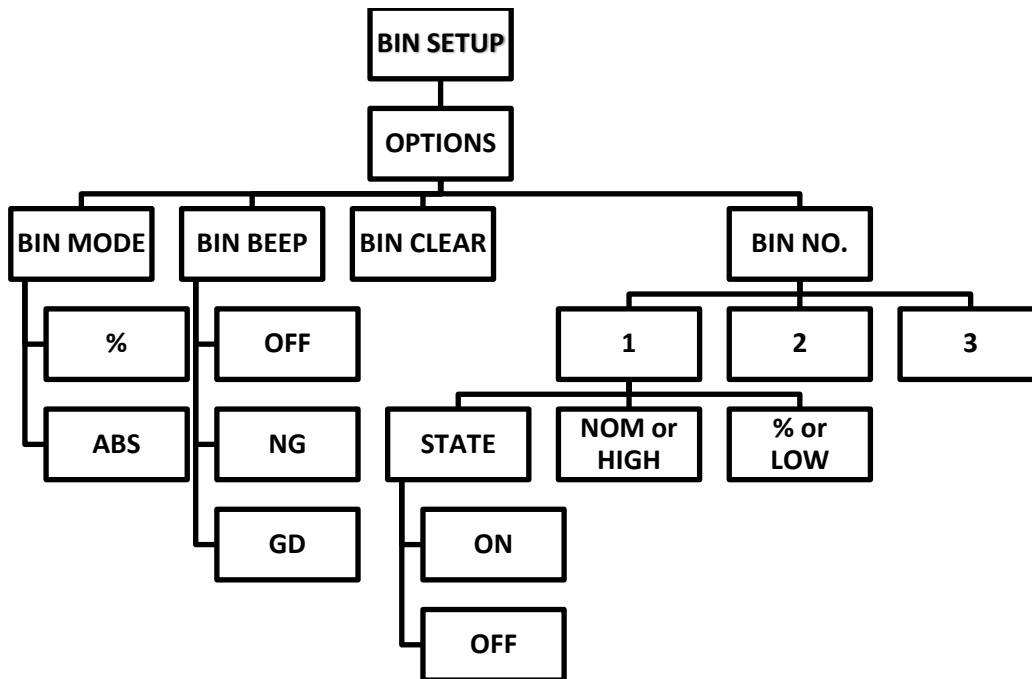 BIN SETUP
OPTIONS
BIN MODE
BIN BEEP
BIN CLEAR
BIN NO.
%
OFF
1
2
3
ABS
NG
STATE
NOM or
HIGH
% or
LOW
GD
ON
OFF